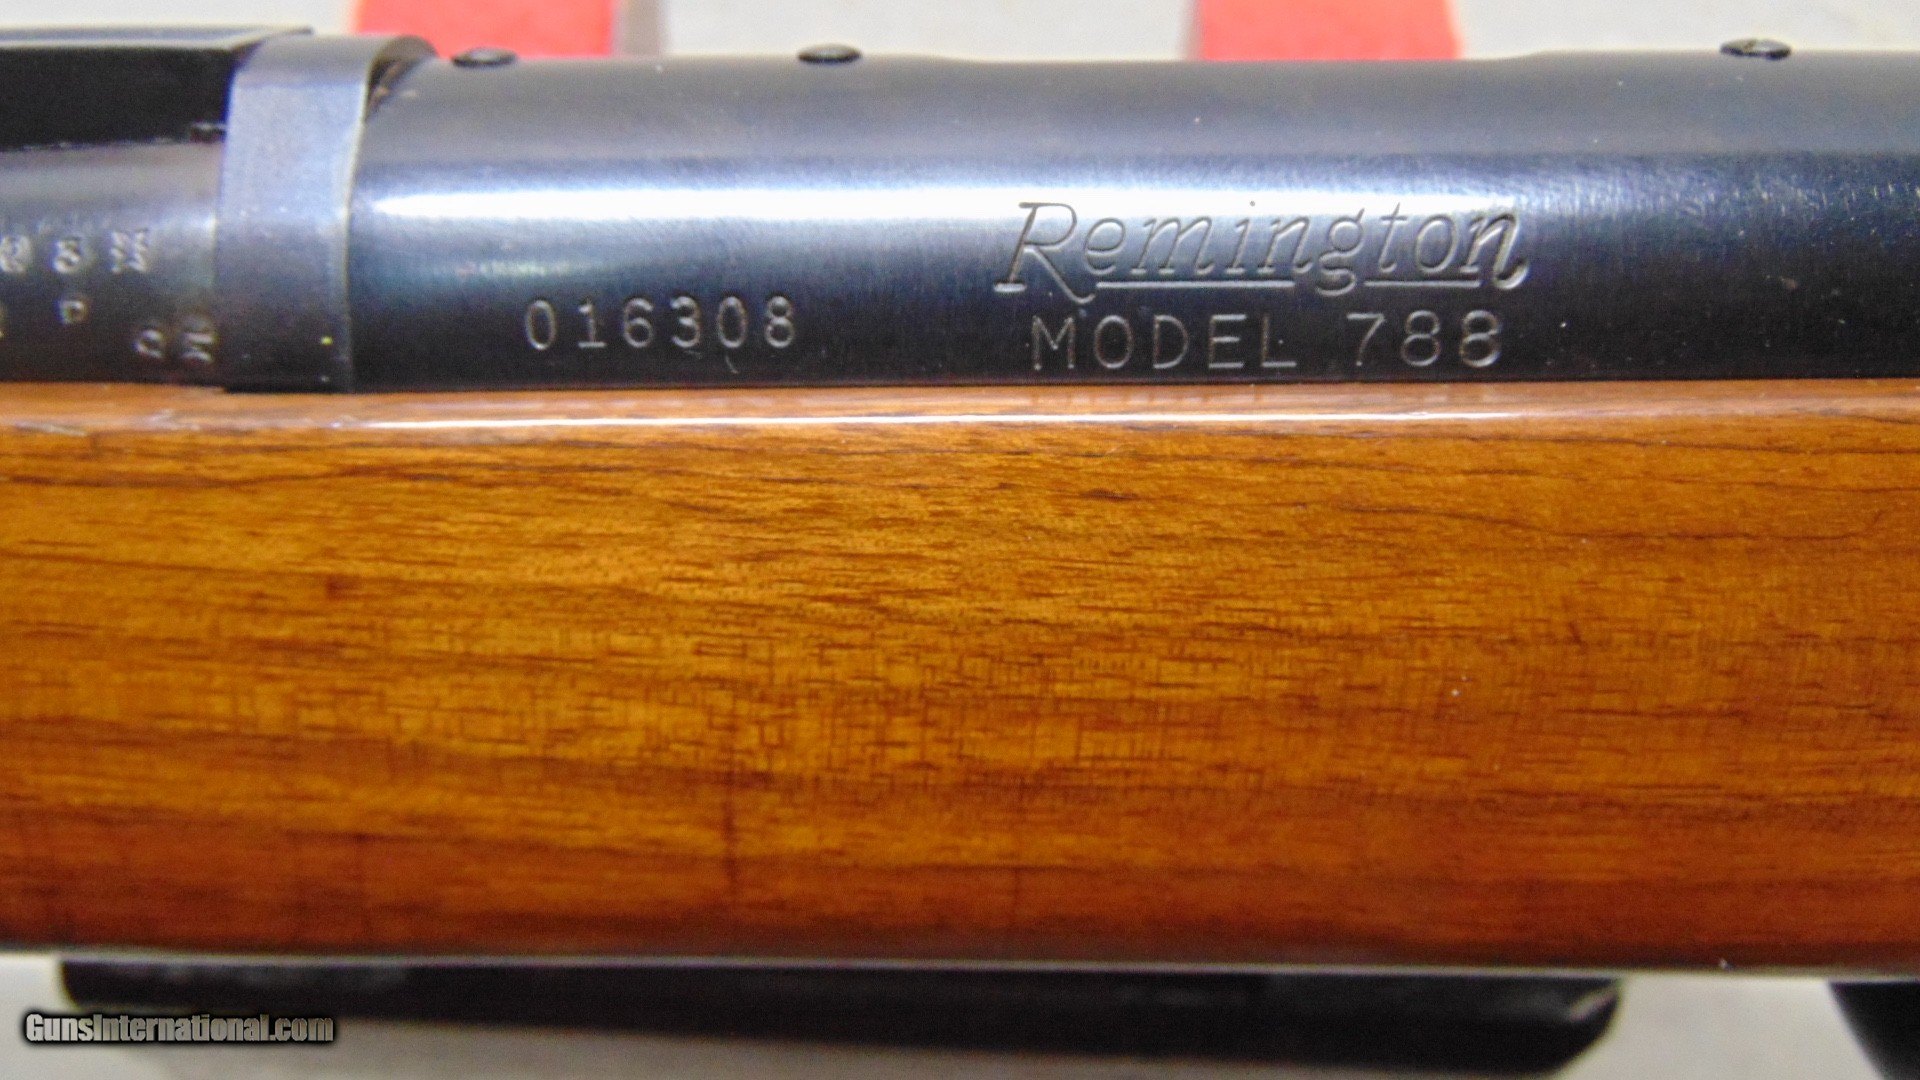 Remington
016308 MODEL 788
GunsInternational.com